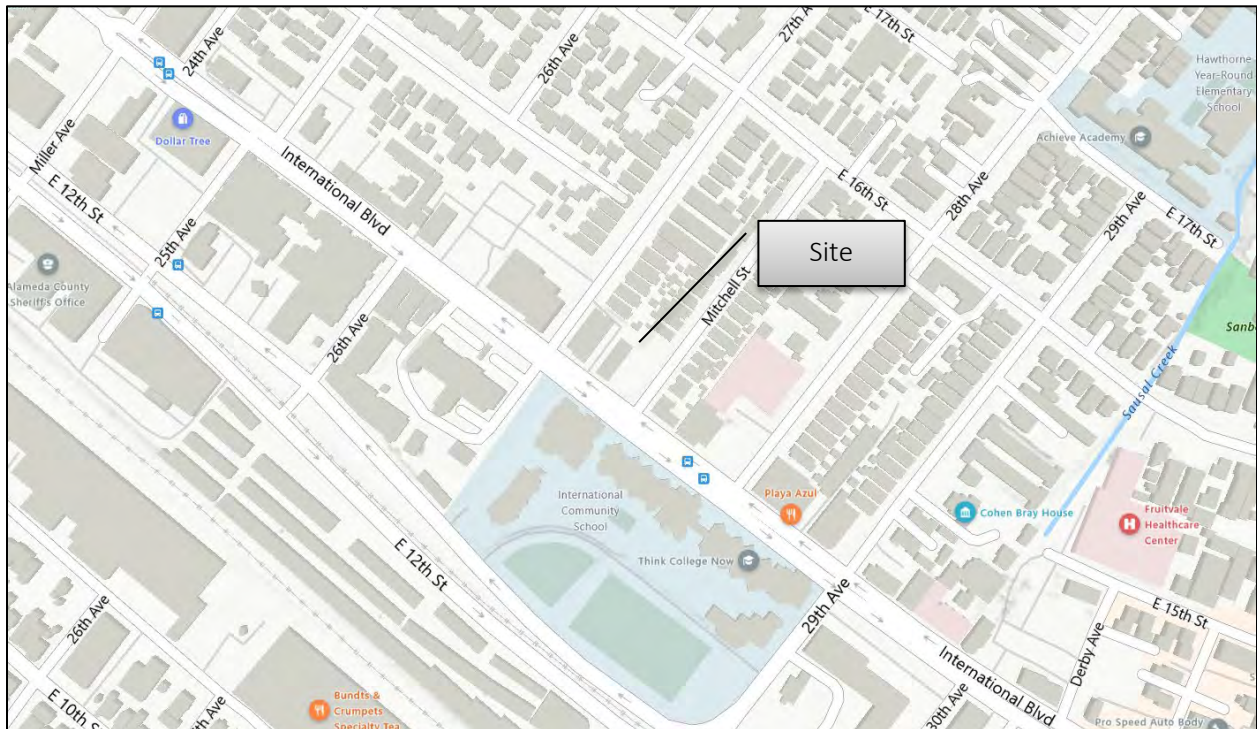 27th A
E 17th St
24th Ave
26th Ave
Hawthorne
Year-Round
Elementary
School
Achieve Academy
Dollar Tree
Miller Ave
International Blvd
E 16th St
28th Ave
29th Ave
E 17th St
E 12th St
25th Ave
Site
Alameda County
Sheriff's Office
Mitchell St
Sanb
26th Ave
Sausal Creek
International
Community
School
Playa Azul
Cohen Bray House
Fruitvale
Healthcare
Center
Think College Now
E 12th St
29th Ave
E 15th St
26th Ave
Derby Ave
International Blvd
Bundts &
Crumpets
Specialty Tea
E 10th St
30th Ave
Pro Speed Auto Body